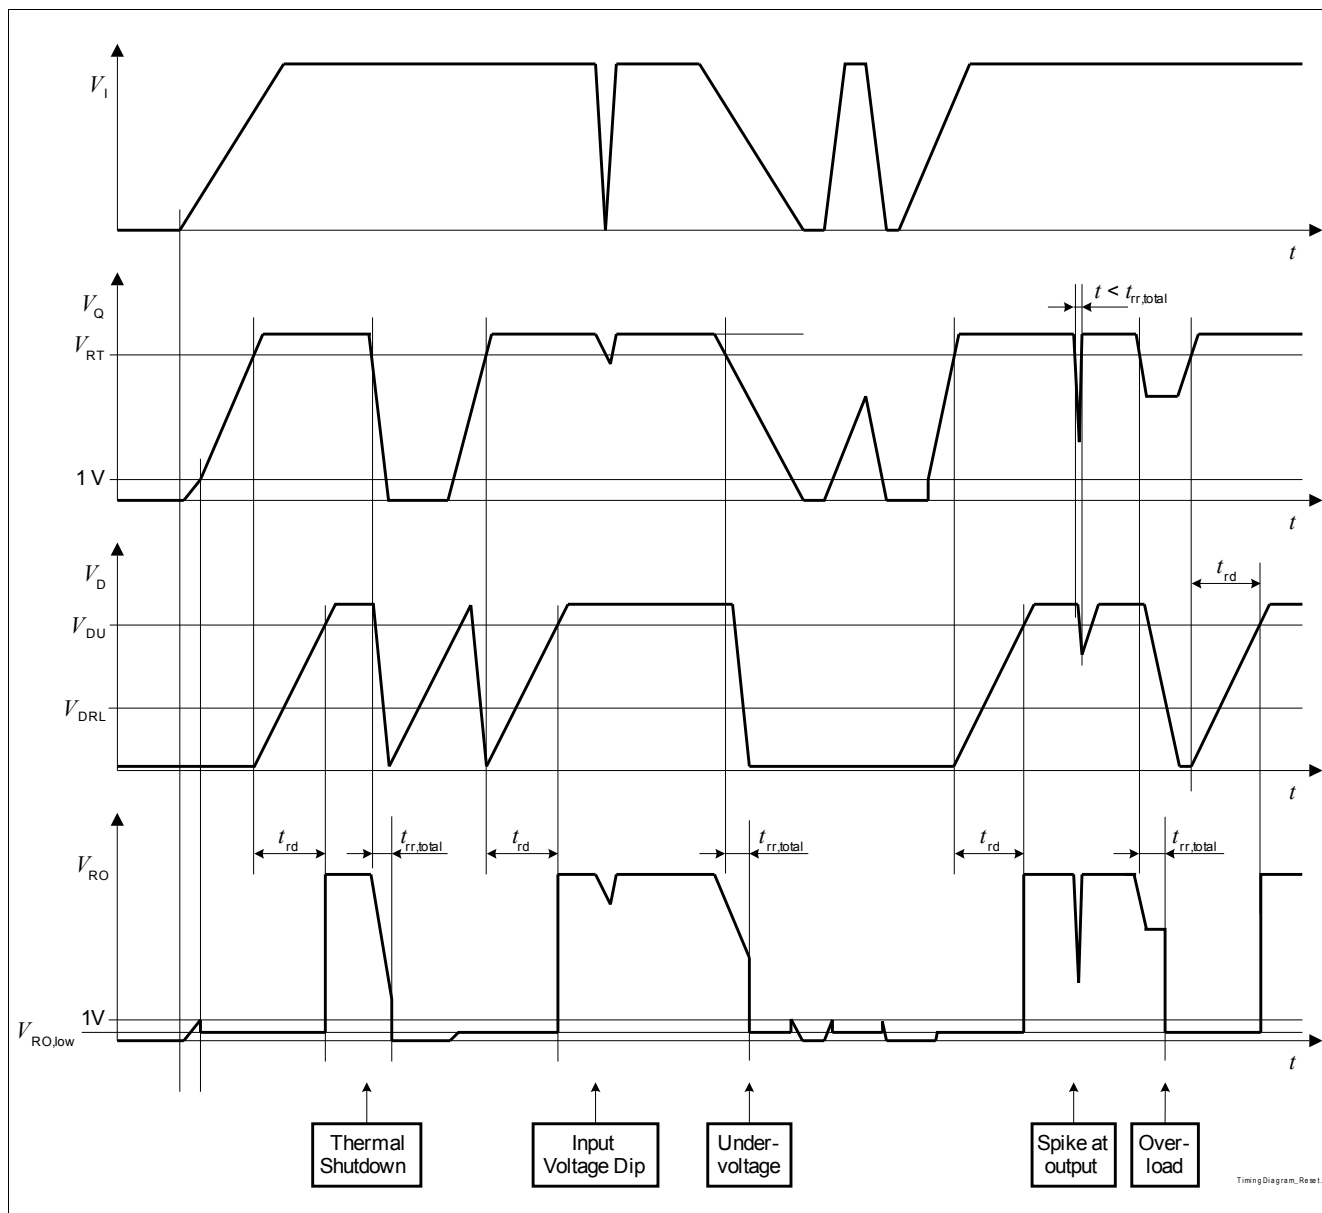 V_I
t
V_Q
t < t_rr,total
V_RT
1 V
t
V_D
t_rd
V_DU
V_DRL
t
t_rd
t_rr,total
t_rd
t_rr,total
t_rd
t_rr,total
V_RO
1V
V_RO,low
t
Thermal
Shutdown
Input
Voltage Dip
Under-
voltage
Spike at
output
Over-
load
TimingDiagram_Reset.